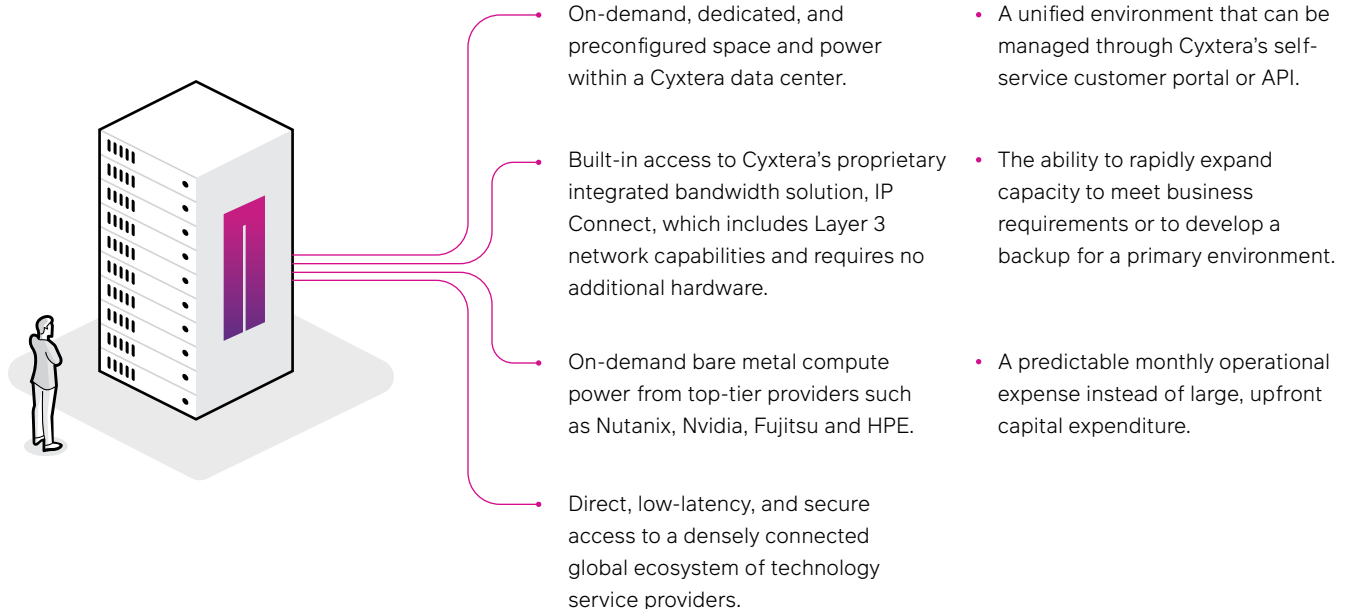 On-demand, dedicated, and
preconfigured space and power
within a Cyxtera data center.
Built-in access to Cyxtera’s proprietary
integrated bandwidth solution, IP
Connect, which includes Layer 3
network capabilities and requires no
additional hardware.
On-demand bare metal compute
power from top-tier providers such
as Nutanix, Nvidia, Fujitsu and HPE.
Direct, low-latency, and secure
access to a densely connected
global ecosystem of technology
service providers.
• A unified environment that can be
managed through Cyxtera’s self-
service customer portal or API.
• The ability to rapidly expand
capacity to meet business
requirements or to develop a
backup for a primary environment.
• A predictable monthly operational
expense instead of large, upfront
capital expenditure.